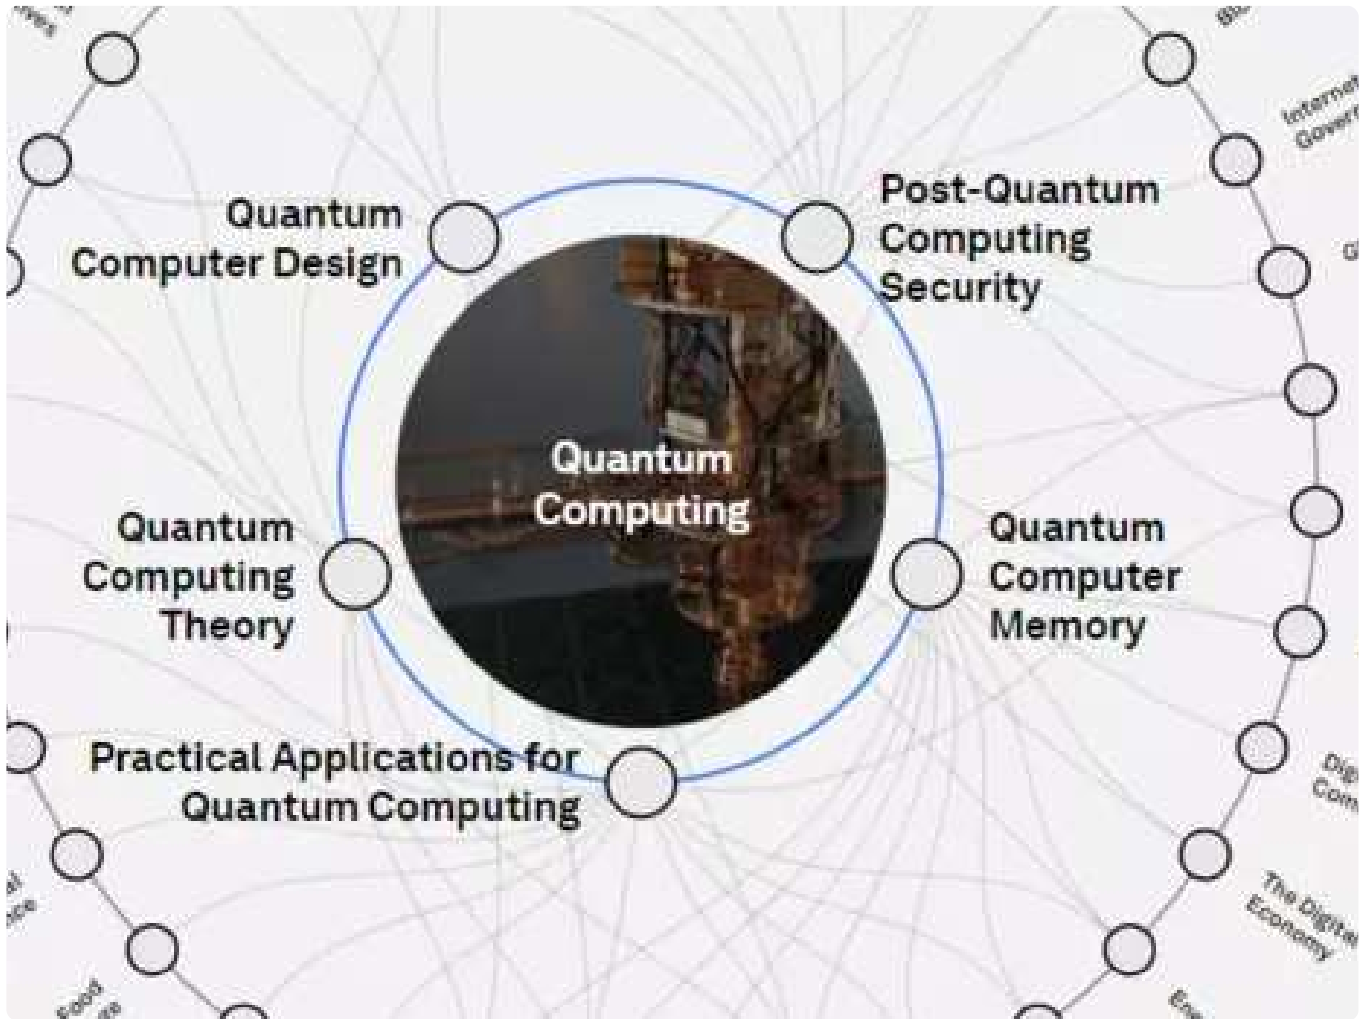 Internet
Quantum
Computer Design
Post-Quantum
Computing
Security
Quantum
Computing
Quantum
Computing
Theory
Quantum
Computer
Memory
Practical Applications for
Quantum Computing
The Digital
Economy
Food